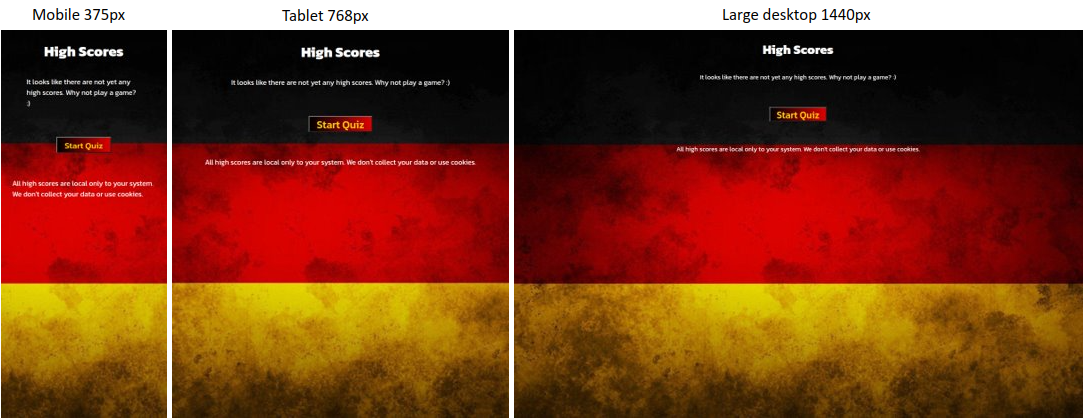 Mobile 375px
Tablet 768px
Large desktop 1440px
High Scores
It looks like there are not yet any
high scores. Why not play a game?
:)
Start Quiz
All high scores are local only to your system.
We don't collect your data or use cookies.
High Scores
It looks like there are not yet any high scores. Why not play a game? :)
Start Quiz
All high scores are local only to your system. We don't collect your data or use cookies.
High Scores
It looks like there are not yet any high scores. Why not play a game? :)
Start Quiz
All high scores are local only to your system. We don't collect your data or use cookies.